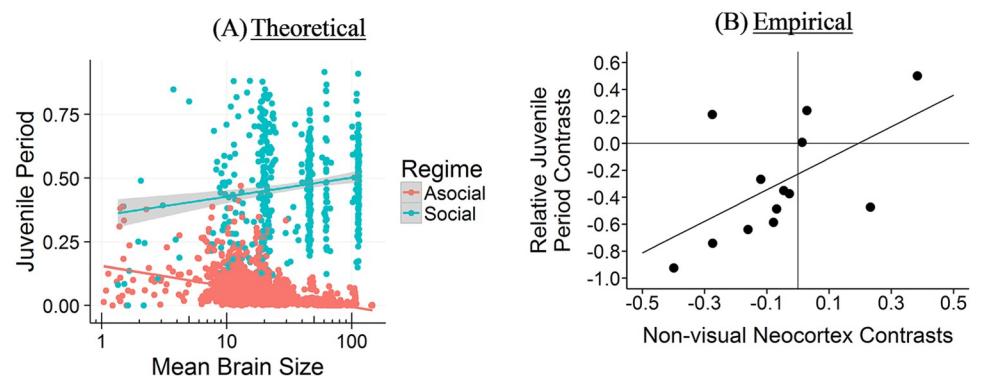 (A) Theoretical
Juvenile Period
0.75
0.50
0.25
0.00
1
10
100
Mean Brain Size
Regime
Asocial
Social
(B) Empirical
Relative Juvenile
Period Contrasts
0.6
0.4
0.2
0.0
-0.2
-0.4
-0.6
-0.8
-1.0
-0.5
-0.3
-0.1
0.1
0.3
0.5
Non-visual Neocortex Contrasts